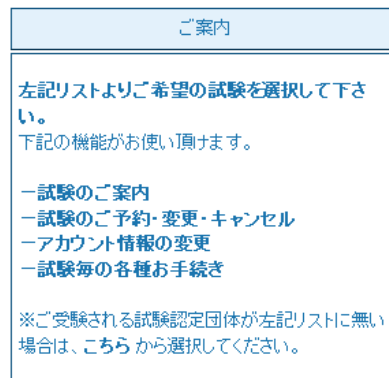 ご案内
左記リストよりご希望の試験を選択して下さ
い。
下記の機能がお使い頂けます。
ー試験のご案内
ー試験のご予約・変更・キャンセル
ーアカウント情報の変更
ー試験毎の各種お手続き
※ご受験される試験認定団体が左記リストに無い
場合は、こちら から選択してください。